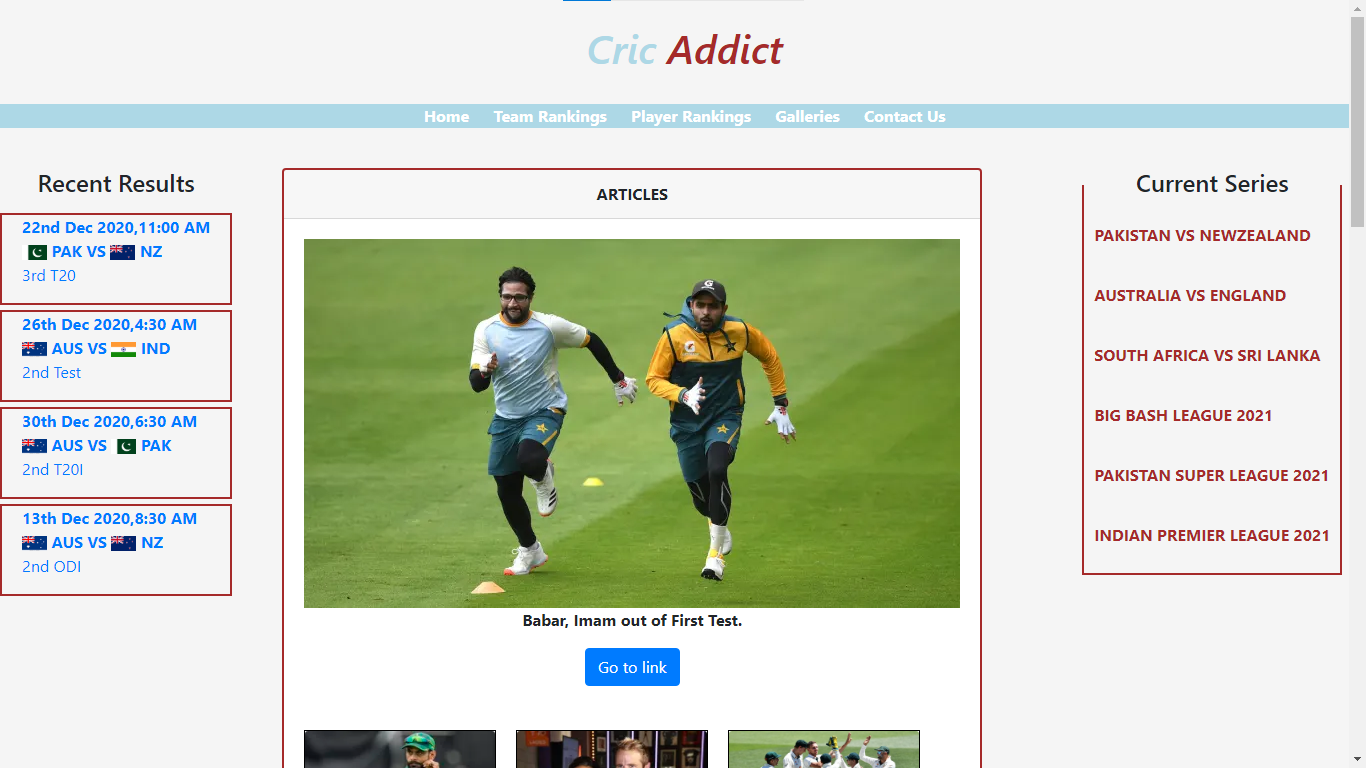 Cric Addict
Home Team Rankings Player Rankings Galleries Contact Us
Recent Results
22nd Dec 2020,11:00 AM
PAK VS NZ
3rd T20
26th Dec 2020,4:30 AM
AUS VS IND
2nd Test
30th Dec 2020,6:30 AM
AUS VS PAK
2nd T20I
13th Dec 2020,8:30 AM
AUS VS NZ
2nd ODI
ARTICLES
Babar, Imam out of First Test.
Go to link
Current Series
PAKISTAN VS NEWZEALAND
AUSTRALIA VS ENGLAND
SOUTH AFRICA VS SRI LANKA
BIG BASH LEAGUE 2021
PAKISTAN SUPER LEAGUE 2021
INDIAN PREMIER LEAGUE 2021